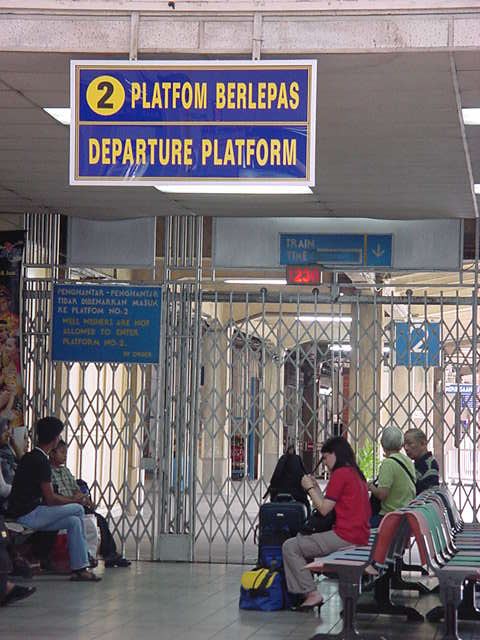 2 PLATFOM BERLEPAS
DEPARTURE PLATFORM
TRAIN
TIME
PENGHANTAR-PENGHANTAR
TIDAK DIBENARKAN MASUK
KE PLATFOM NO:2.
WELL WISHERS ARE NOT
ALLOWED TO ENTER
PLATFORM NO:2.
BY ORDER
2